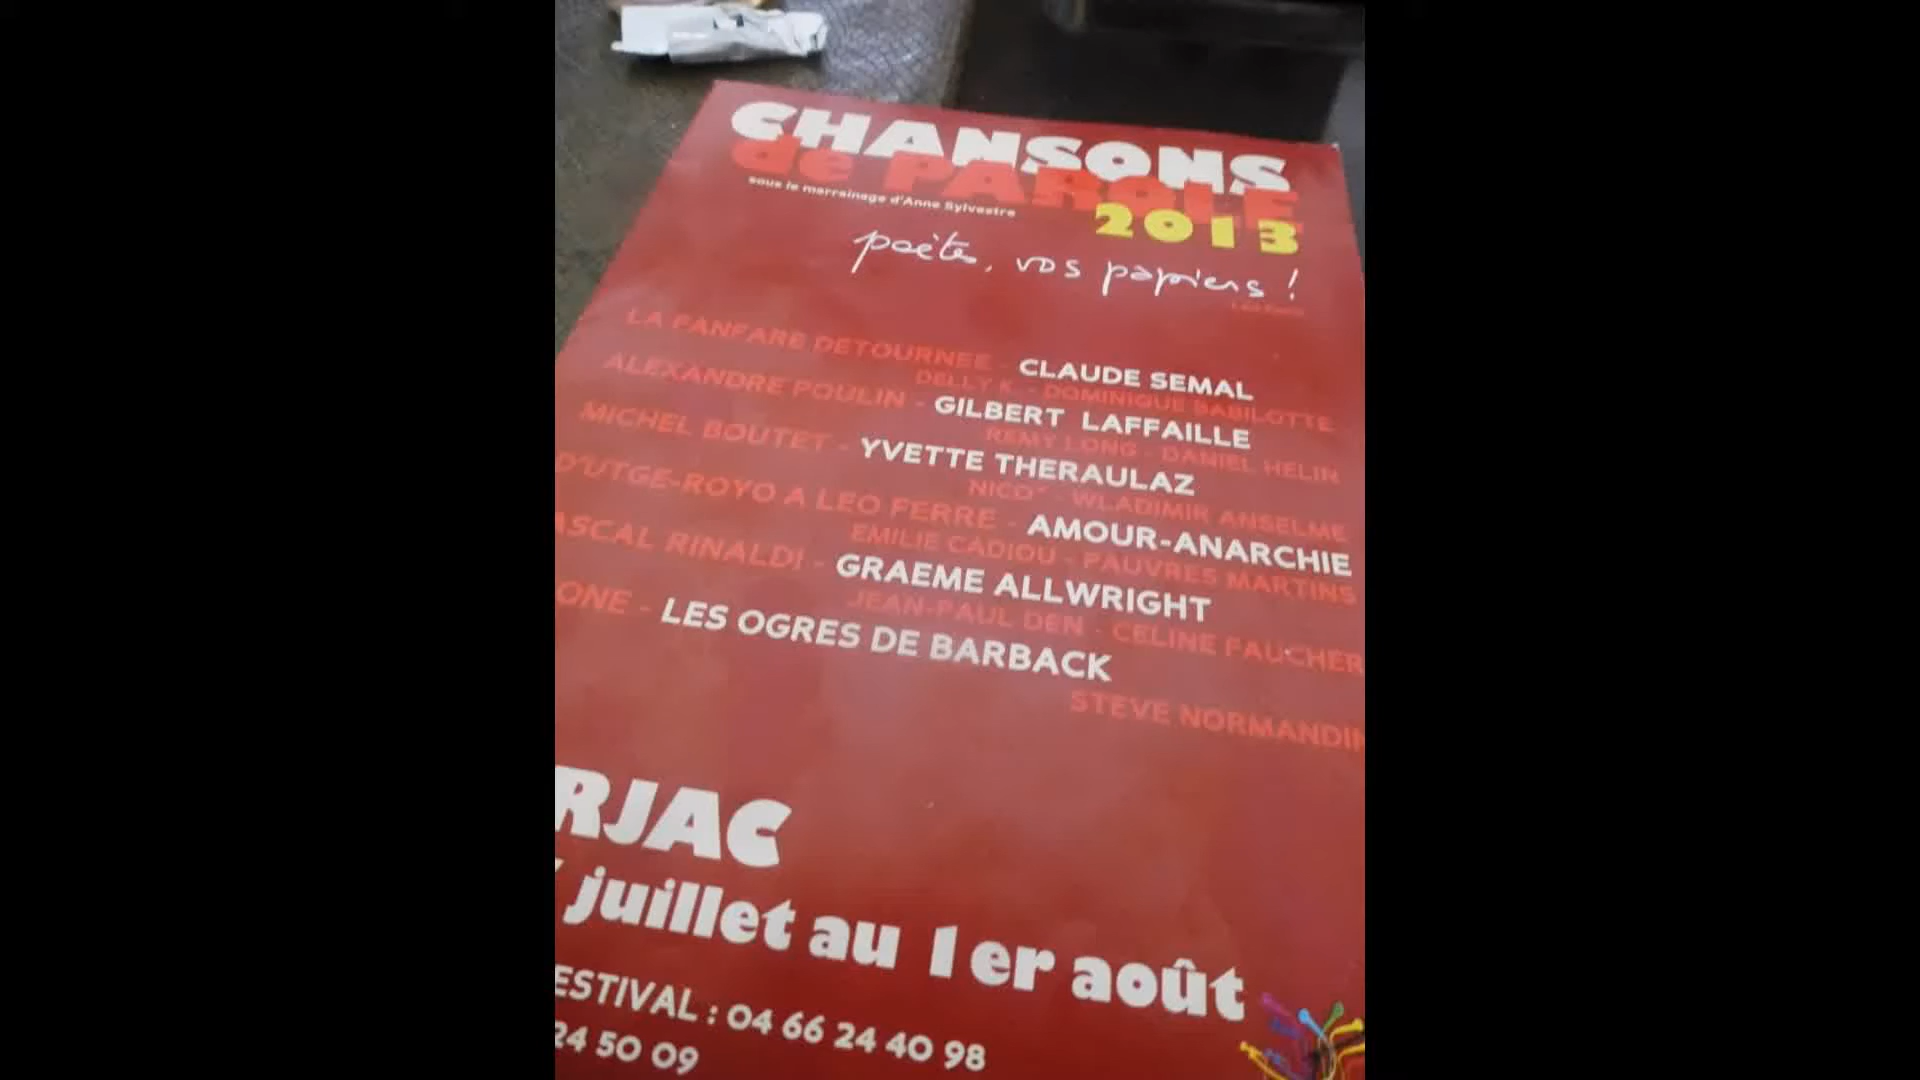 CHANSONS
de PAROLE
sous le marrainage d'Anne Sylvestre
2013
poètes, vos papiers !
LA FANFARE DETOURNEE - CLAUDE SEMAL
DELLY K - DOMINIQUE BABILOTTE
ALEXANDRE POULIN - GILBERT LAFFAILLE
REMY LONG - DANIEL HELIN
MICHEL BOUTET - YVETTE THERAULAZ
NICO* - WLADIMIR ANSELME
D'UTGE-ROYO A LEO FERRE - AMOUR-ANARCHIE
EMILIE CADIOU - PAUVRES MARTINS
ASCAL RINALDI - GRAEME ALLWRIGHT
JEAN-PAUL DEN - CELINE FAUCHER
ONE - LES OGRES DE BARBACK
STEVE NORMANDIN
RJAC
juillet au 1er août
ESTIVAL : 04 66 24 40 98
24 50 09